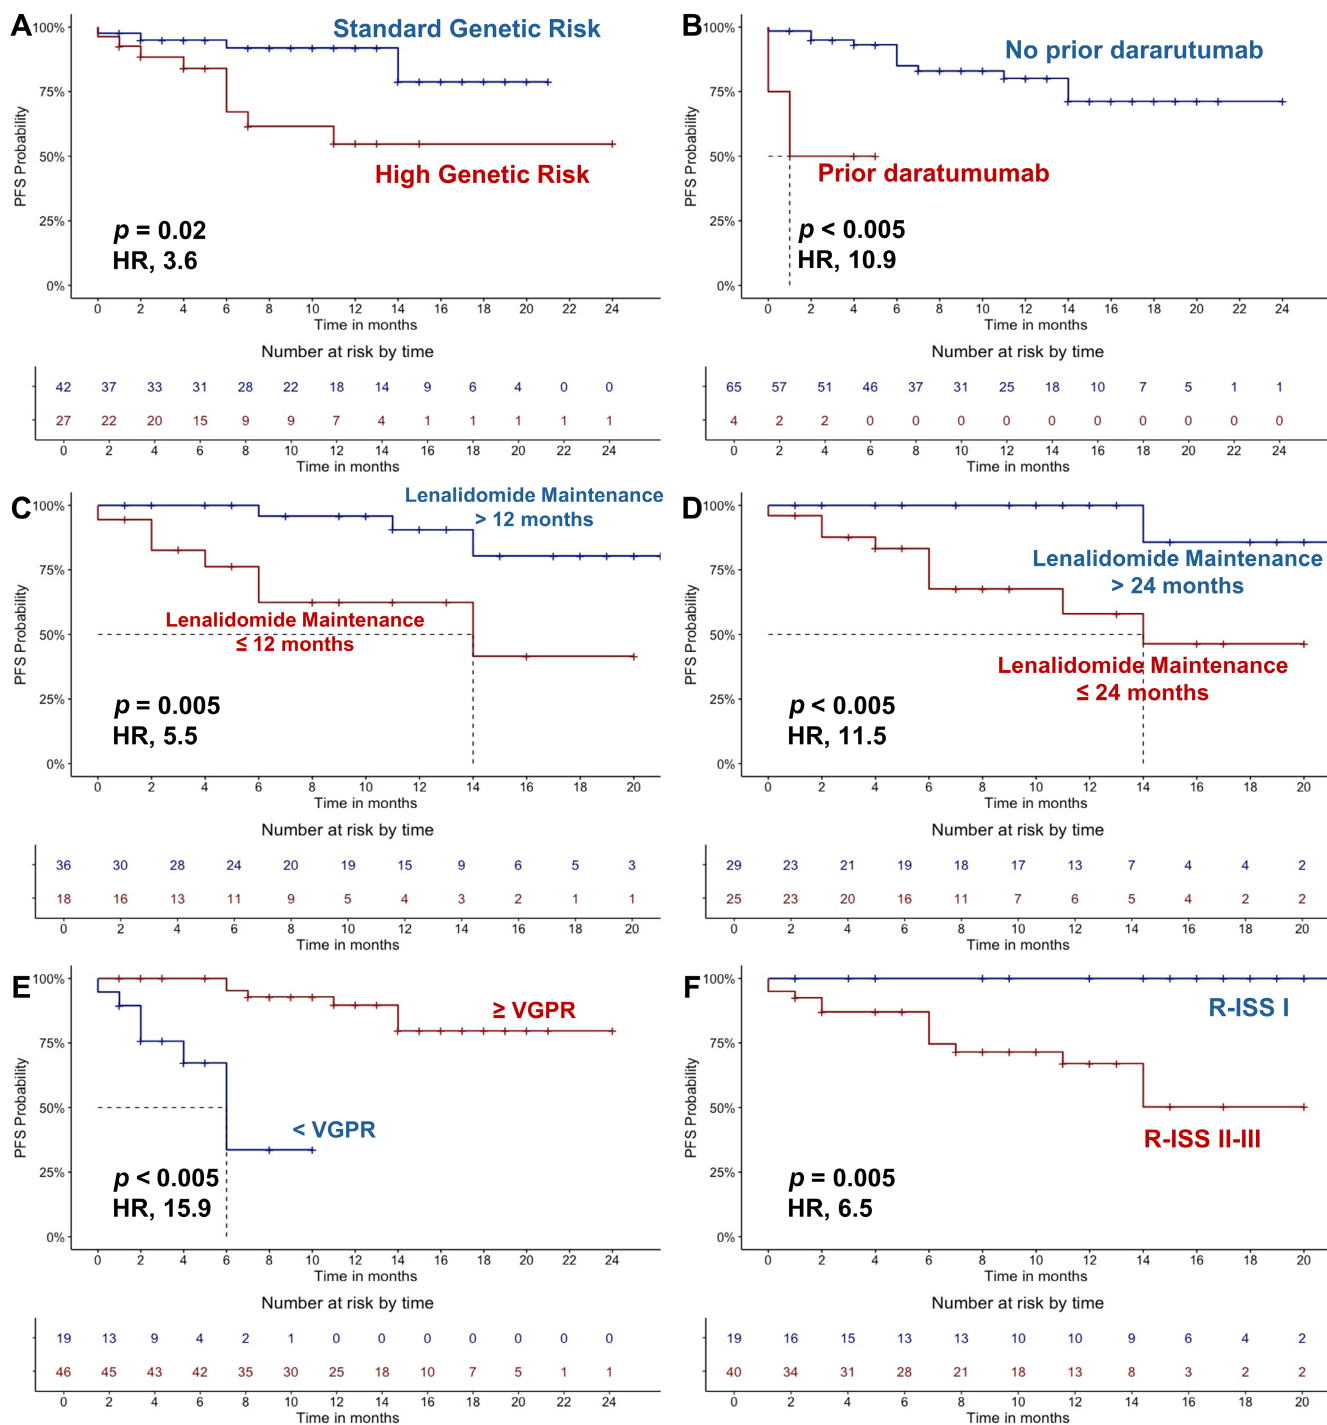 A
100%
75%
50%
25%
0%
PFS Probability
Standard Genetic Risk
High Genetic Risk
p = 0.02
HR, 3.6
0 2 4 6 8 10 12 14 16 18 20 22 24
Time in months
Number at risk by time
42 37 33 31 28 22 18 14 9 6 4 0 0
27 22 20 15 9 9 7 4 1 1 1 1 1
0 2 4 6 8 10 12 14 16 18 20 22 24
Time in months
B
100%
75%
50%
25%
0%
PFS Probability
No prior dararutumab
Prior daratumumab
p < 0.005
HR, 10.9
0 2 4 6 8 10 12 14 16 18 20 22 24
Time in months
Number at risk by time
65 57 51 46 37 31 25 18 10 7 5 1 1
4 2 2 0 0 0 0 0 0 0 0 0 0
0 2 4 6 8 10 12 14 16 18 20 22 24
Time in months
C
100%
75%
50%
25%
0%
PFS Probability
Lenalidomide Maintenance
> 12 months
Lenalidomide Maintenance
≤ 12 months
p = 0.005
HR, 5.5
0 2 4 6 8 10 12 14 16 18 20
Time in months
Number at risk by time
36 30 28 24 20 19 15 9 6 5 3
18 16 13 11 9 5 4 3 2 1 1
0 2 4 6 8 10 12 14 16 18 20
Time in months
D
100%
75%
50%
25%
0%
PFS Probability
Lenalidomide Maintenance
> 24 months
Lenalidomide Maintenance
≤ 24 months
p < 0.005
HR, 11.5
0 2 4 6 8 10 12 14 16 18 20
Time in months
Number at risk by time
29 23 21 19 18 17 13 7 4 4 2
25 23 20 16 11 7 6 5 4 2 2
0 2 4 6 8 10 12 14 16 18 20
Time in months
E
100%
75%
50%
25%
0%
PFS Probability
≥ VGPR
< VGPR
p < 0.005
HR, 15.9
0 2 4 6 8 10 12 14 16 18 20 22 24
Time in months
Number at risk by time
19 13 9 4 2 1 0 0 0 0 0 0 0
46 45 43 42 35 30 25 18 10 7 5 1 1
0 2 4 6 8 10 12 14 16 18 20 22 24
Time in months
F
100%
75%
50%
25%
0%
PFS Probability
R-ISS I
R-ISS II-III
p = 0.005
HR, 6.5
0 2 4 6 8 10 12 14 16 18 20
Time in months
Number at risk by time
19 16 15 13 13 10 10 9 6 4 2
40 34 31 28 21 18 13 8 3 2 2
0 2 4 6 8 10 12 14 16 18 20
Time in months